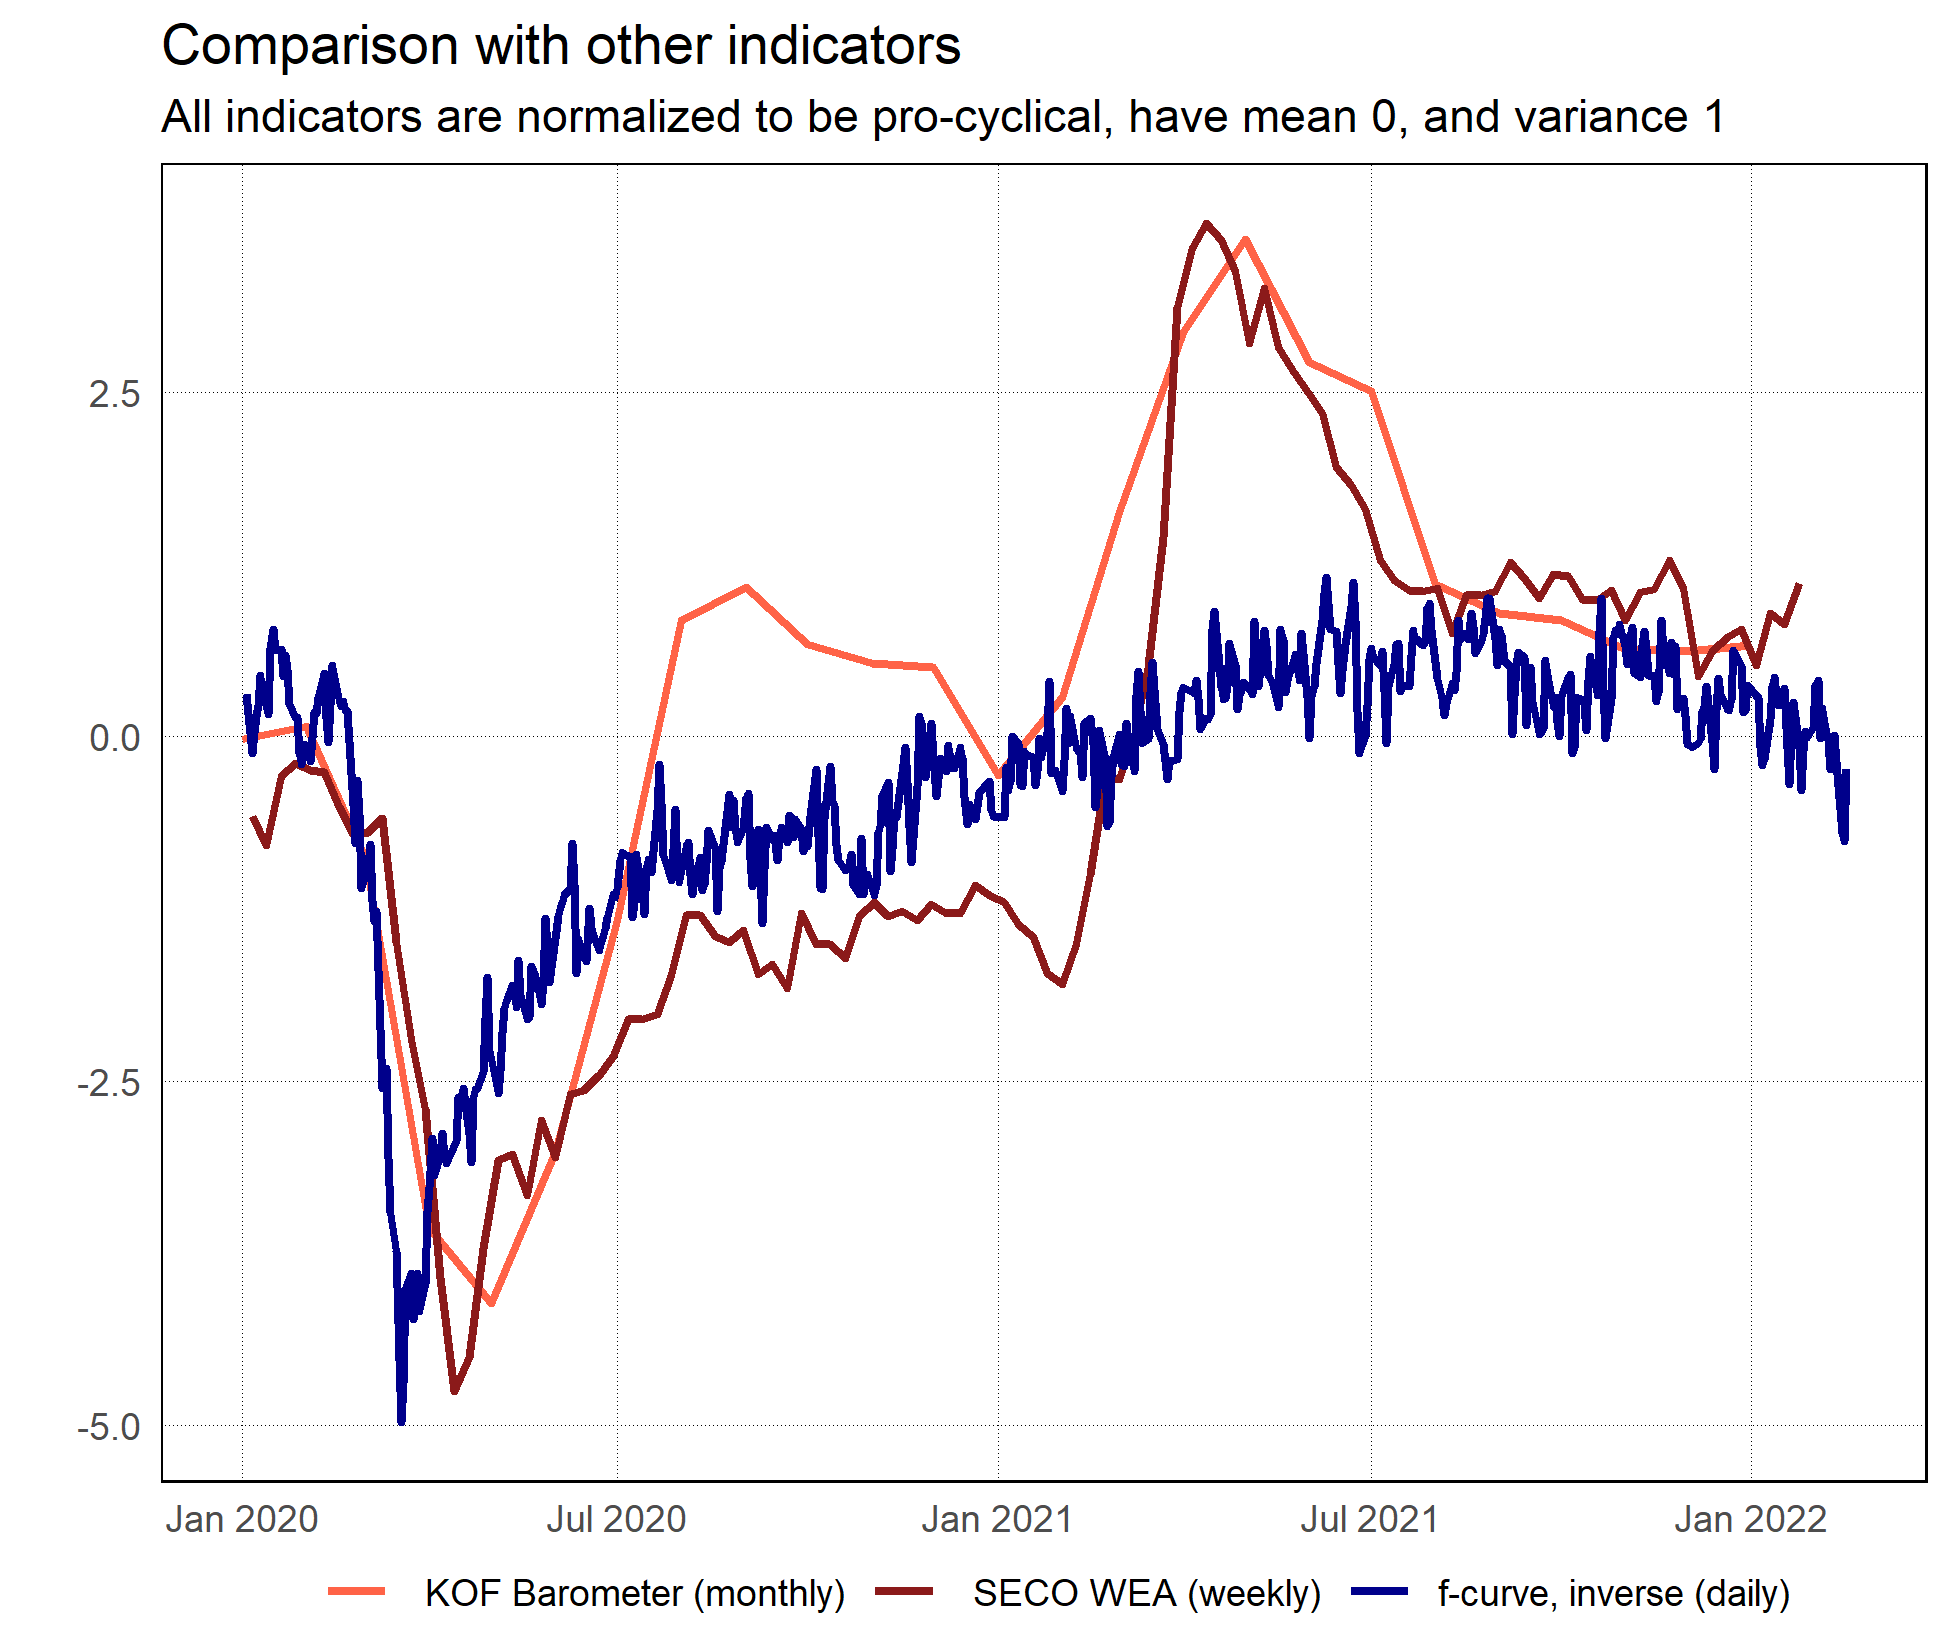 Comparison with other indicators
All indicators are normalized to be pro-cyclical, have mean 0, and variance 1
2.5
0.0
-2.5
-5.0
Jan 2020 Jul 2020 Jan 2021 Jul 2021 Jan 2022
KOF Barometer (monthly) SECO WEA (weekly) f-curve, inverse (daily)